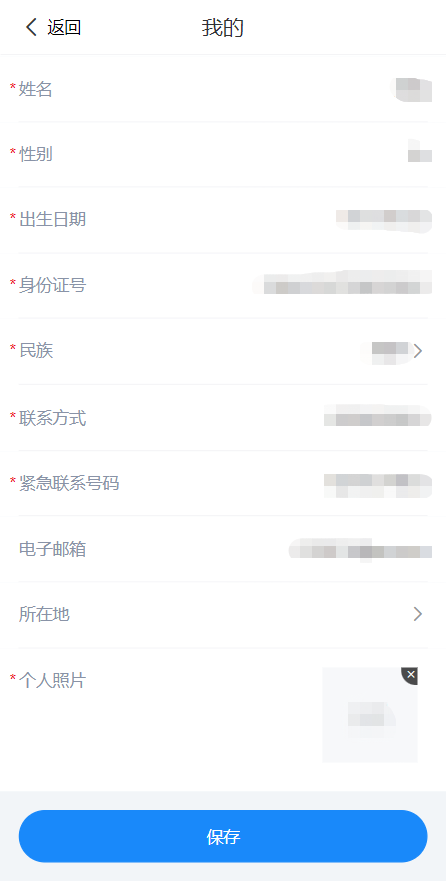 返回 我的
* 姓名
* 性别
* 出生日期
* 身份证号
* 民族
* 联系方式
* 紧急联系号码
电子邮箱
所在地
* 个人照片
保存